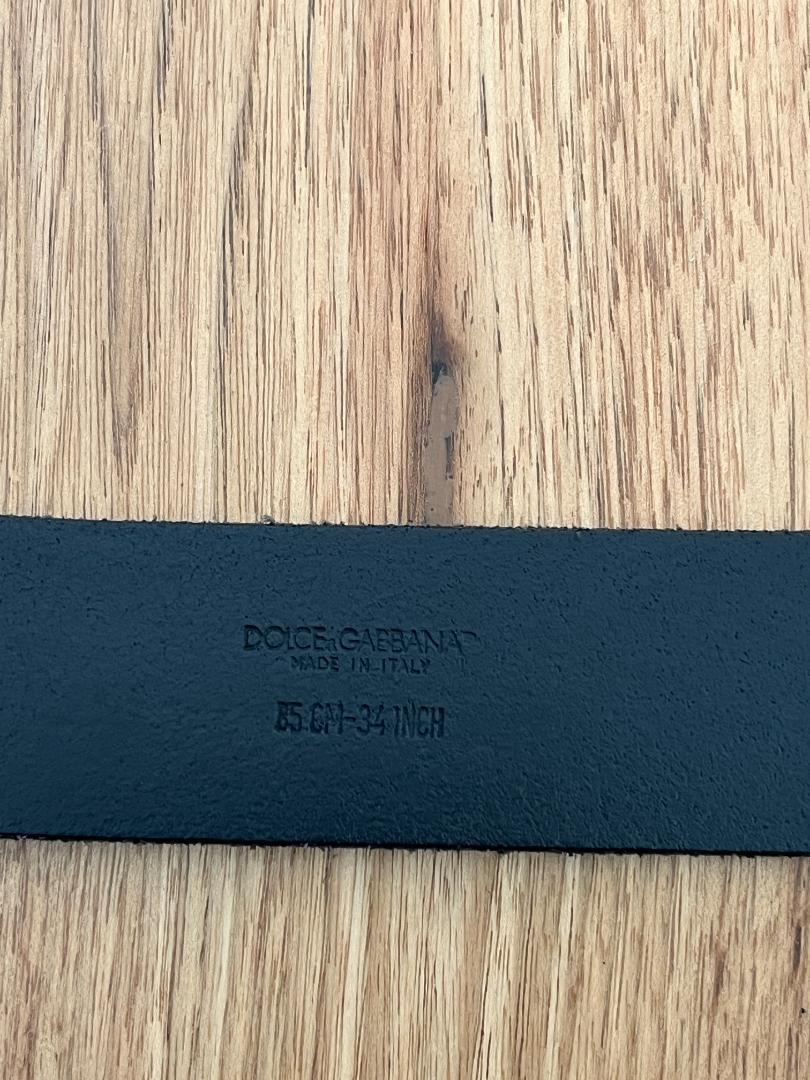 DOLCE&GABBANA
MADE IN ITALY
85 CM-34 INCH